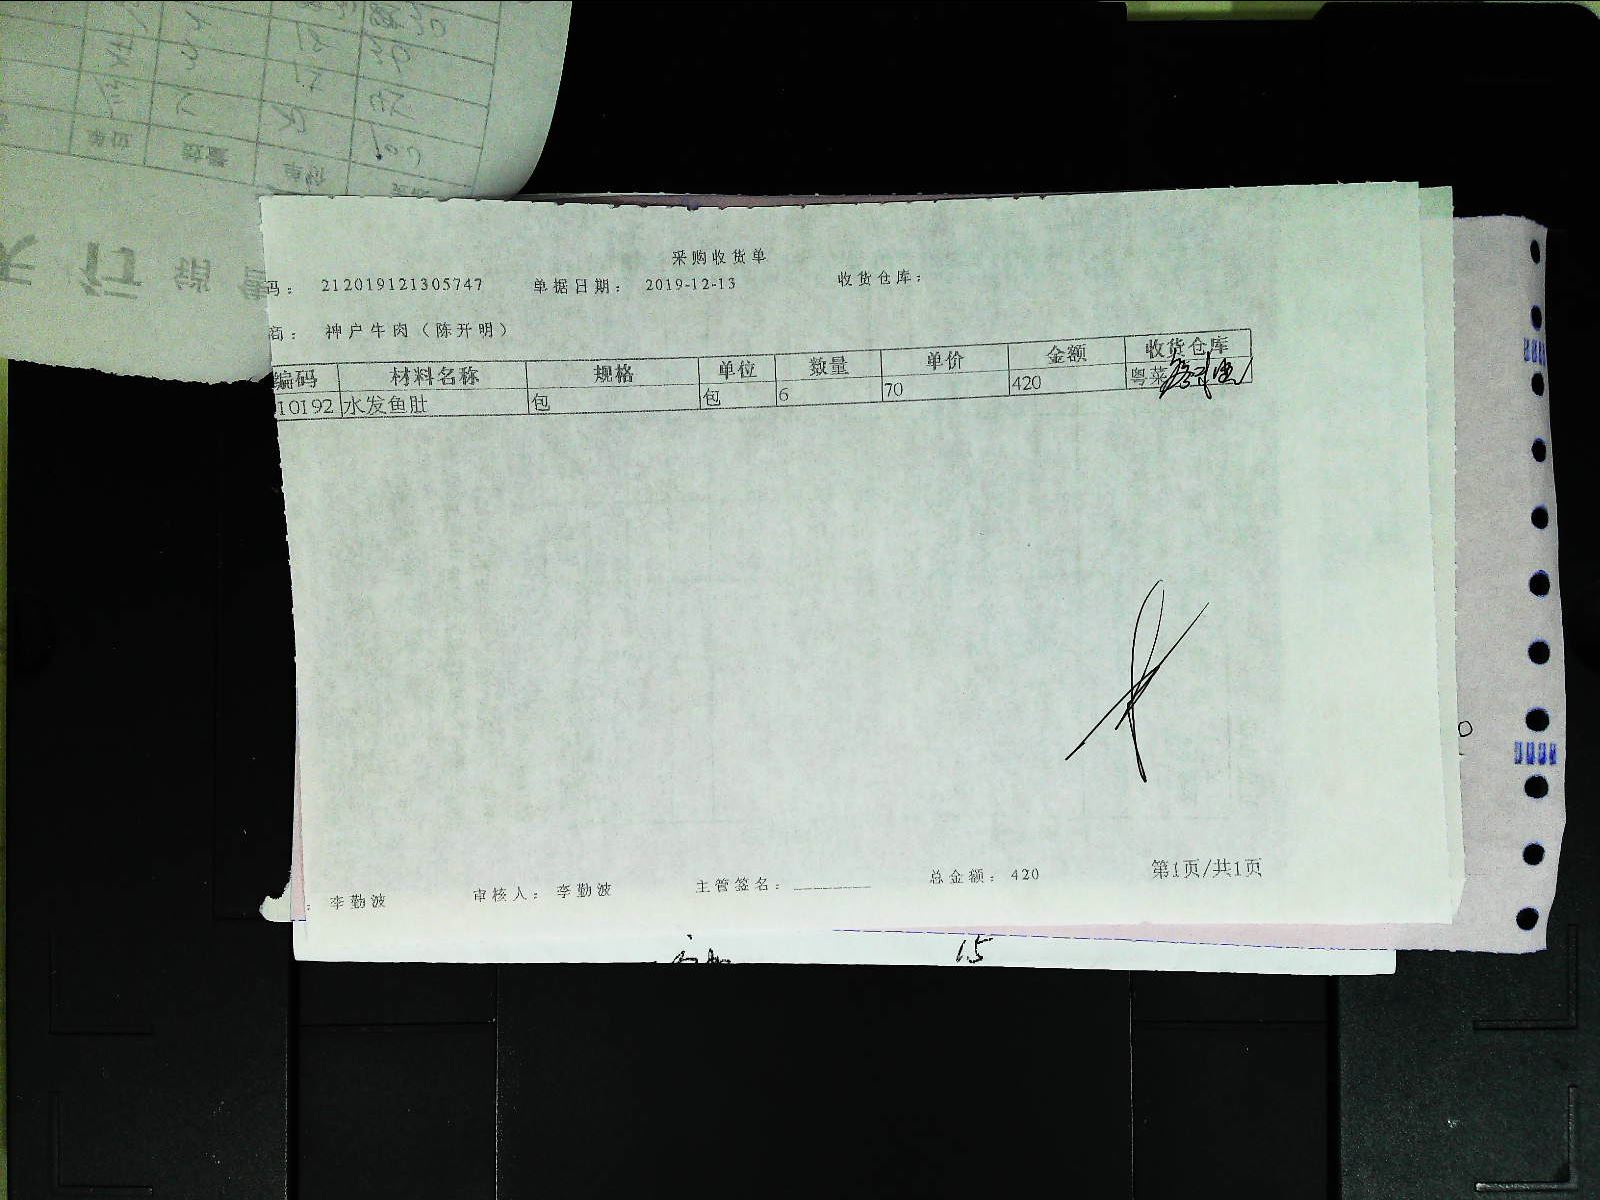 采购收货单
码： 212019121305747 单据日期： 2019-12-13 收货仓库：
商： 神户牛肉（陈开明）
编码 材料名称 规格 单位 数量 单价 金额 收货仓库
10192 水发鱼肚 包 包 6 70 420 粤菜
： 李勤波 审核人： 李勤波 主管签名：________ 总金额： 420 第1页/共1页
15